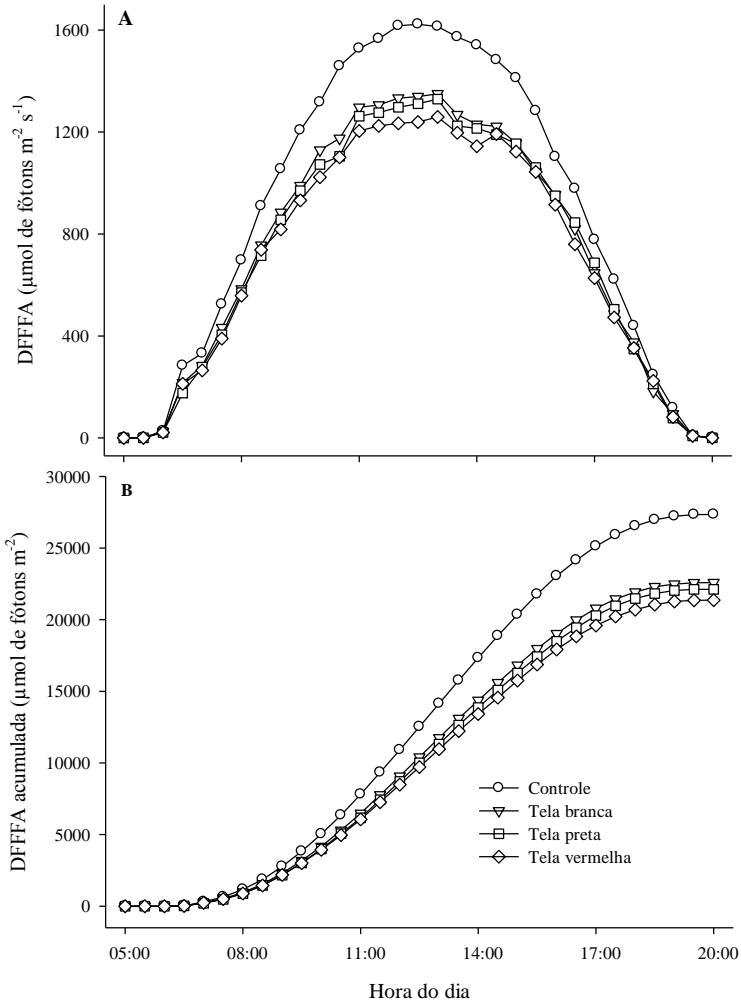 A
1600
1200
800
400
0
DFFFA (µmol de fótons m⁻² s⁻¹)
B
30000
25000
20000
15000
10000
5000
0
DFFFA acumulada (µmol de fótons m⁻²)
Controle
Tela branca
Tela preta
Tela vermelha
05:00 08:00 11:00 14:00 17:00 20:00
Hora do dia